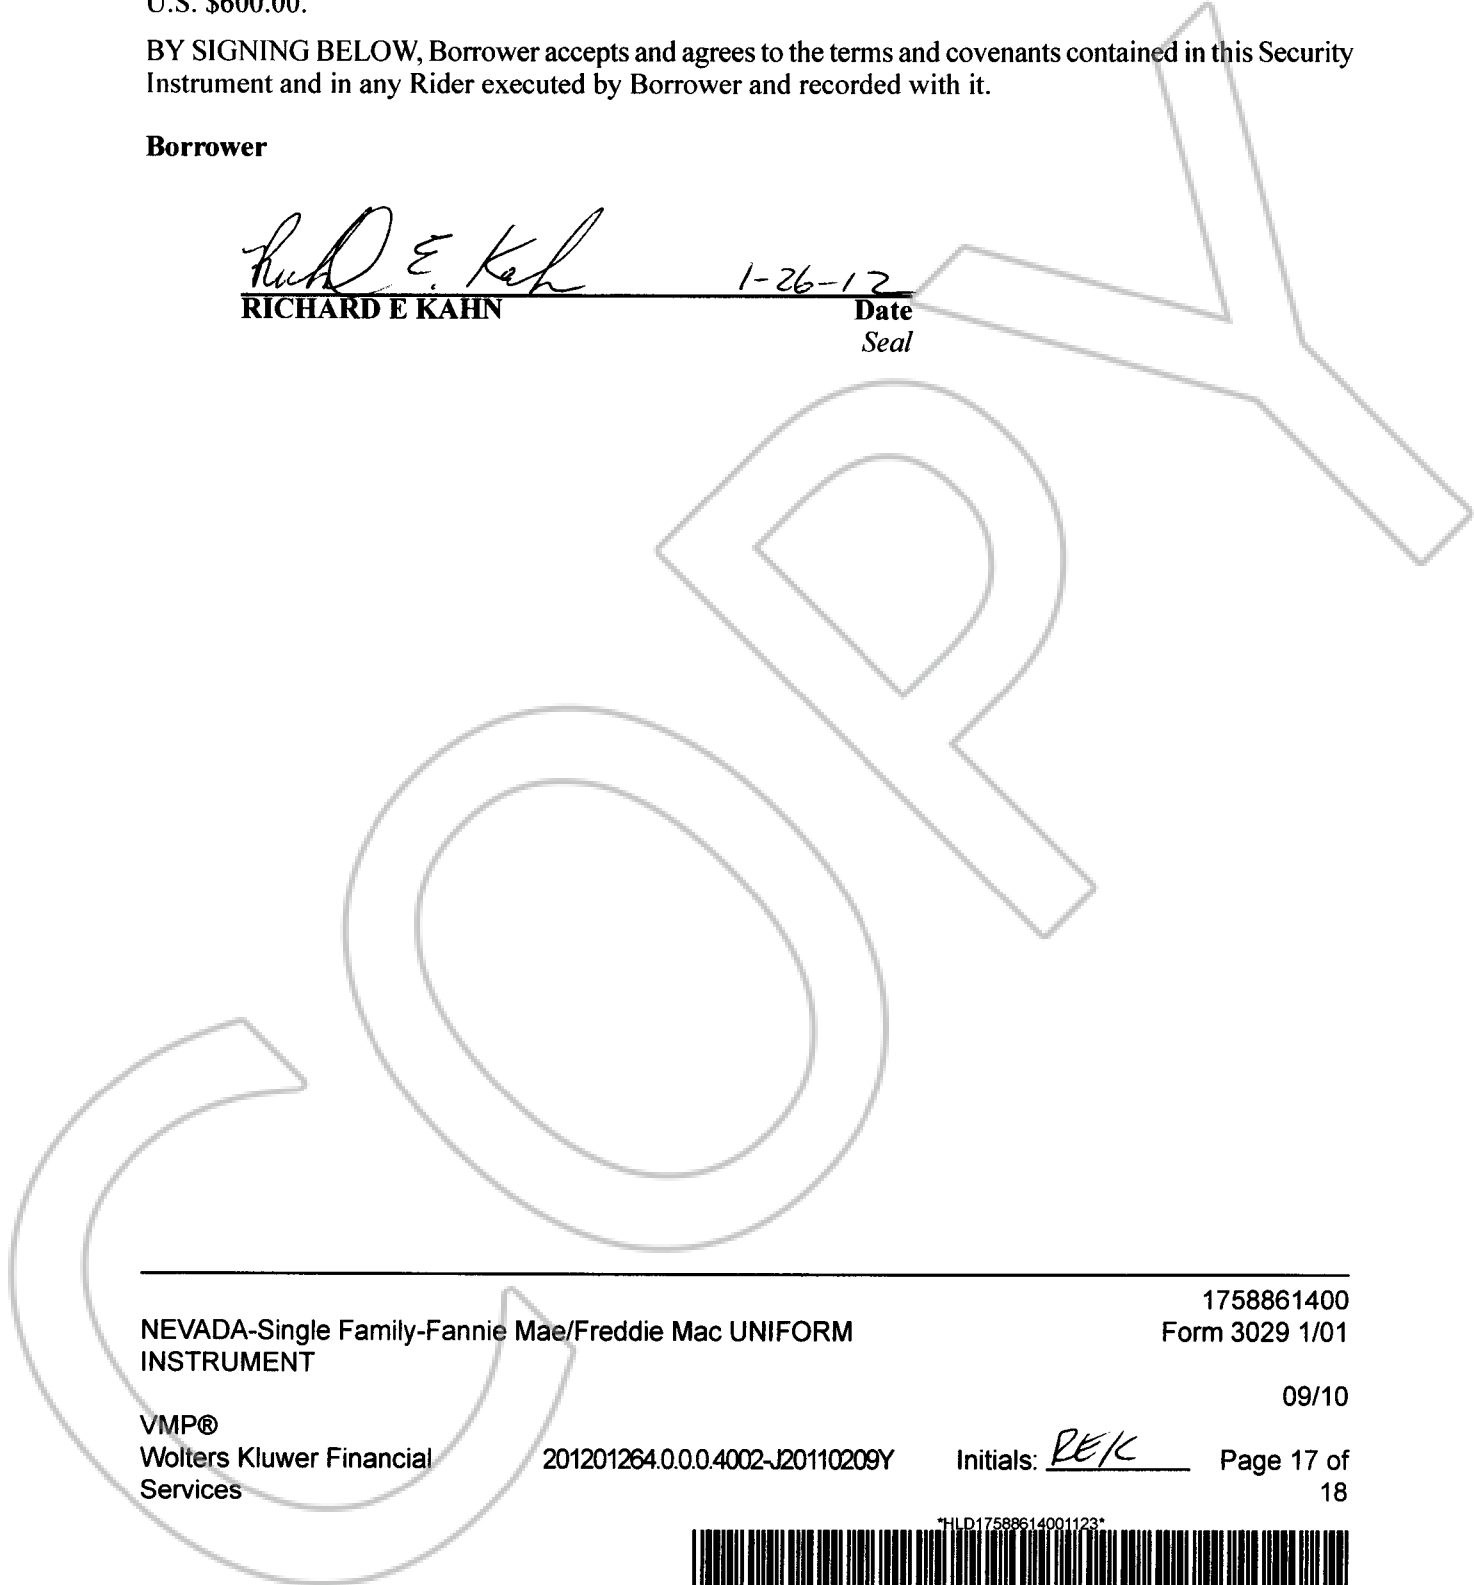 U.S. $600.00.
BY SIGNING BELOW, Borrower accepts and agrees to the terms and covenants contained in this Security
Instrument and in any Rider executed by Borrower and recorded with it.
Borrower
Richard E. Kahn 1-26-12
RICHARD E KAHN Date
Seal
COPY
1758861400
NEVADA-Single Family-Fannie Mae/Freddie Mac UNIFORM Form 3029 1/01
INSTRUMENT
09/10
VMP®
Wolters Kluwer Financial 201201264.0.0.0.4002-J20110209Y Initials: REK Page 17 of
Services 18
*HLD17588614001123*